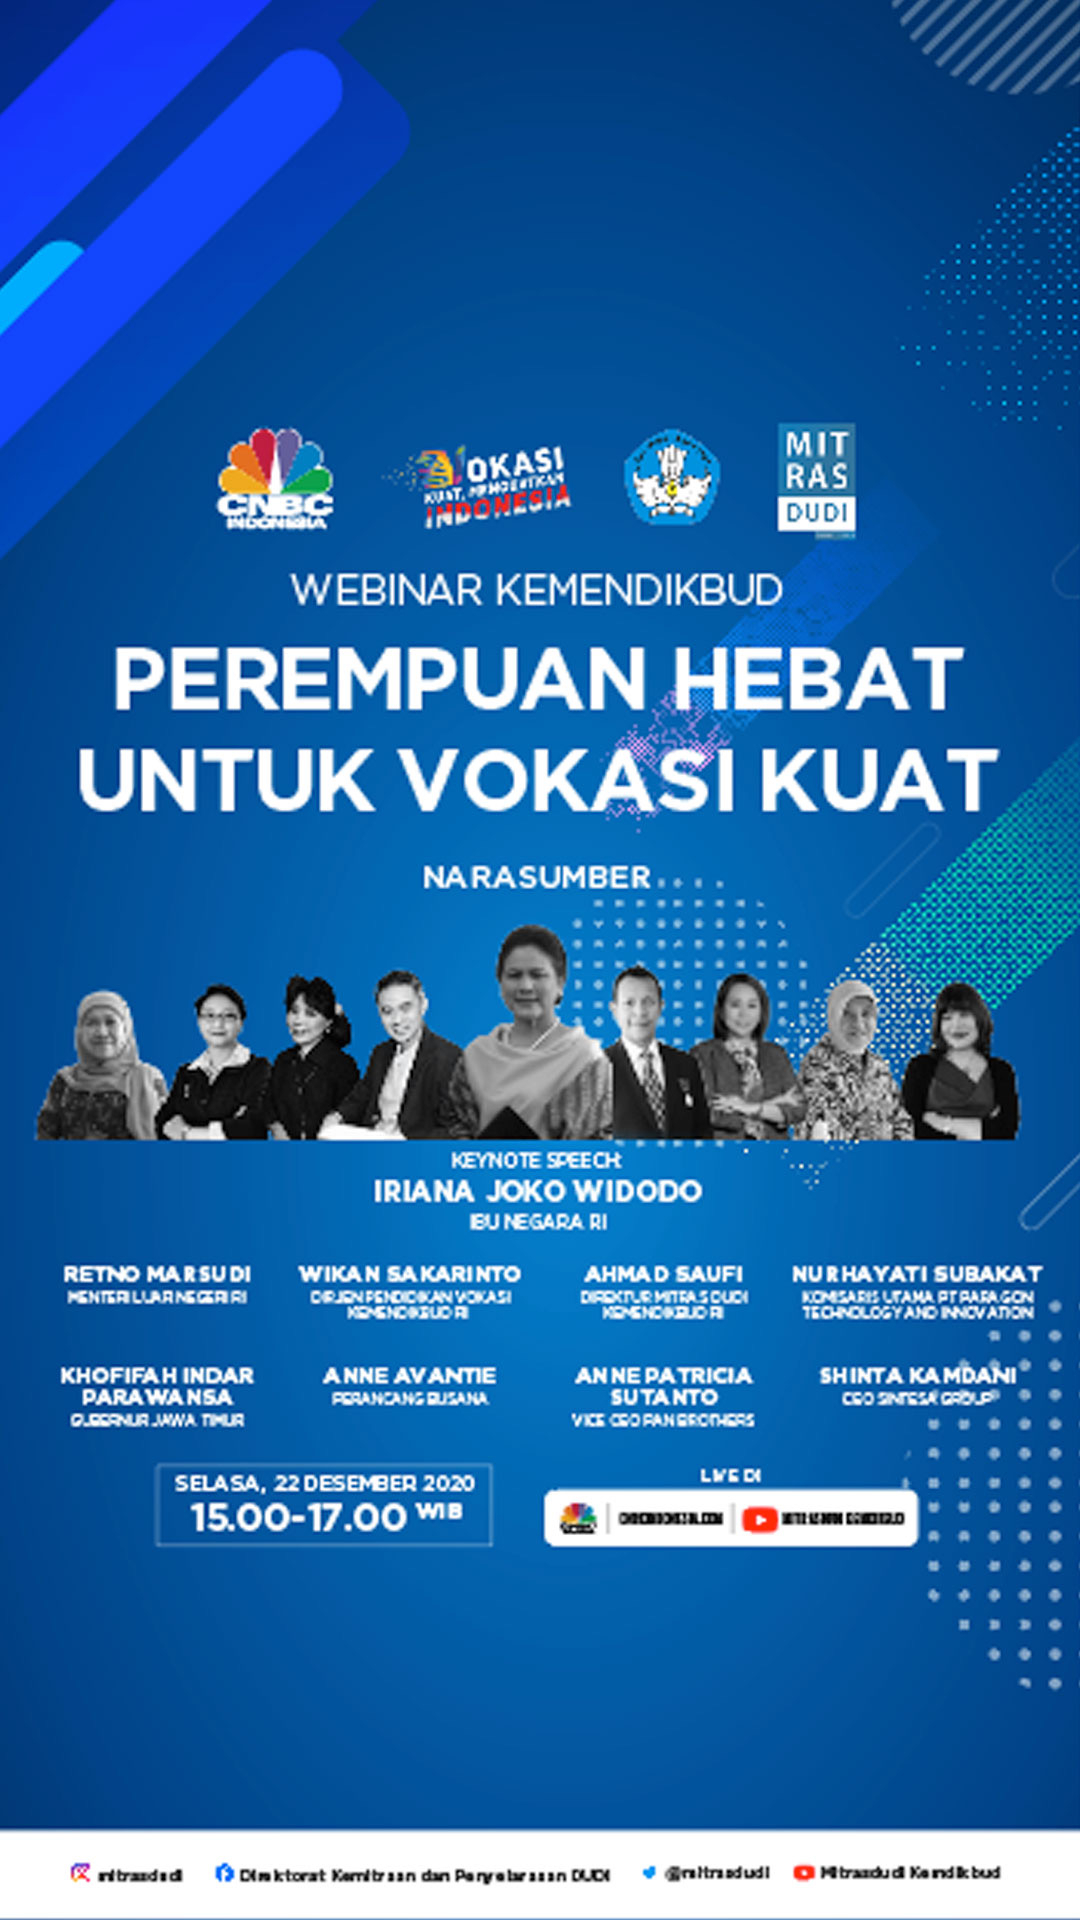 CNBC
INDONESIA
VOKASI
KUAT, MENGUATKAN
INDONESIA
MIT
RAS
DUDI
WEBINAR KEMENDIKBUD
PEREMPUAN HEBAT
UNTUK VOKASI KUAT
NARASUMBER
KEYNOTE SPEECH:
IRIANA JOKO WIDODO
IBU NEGARA RI
RETNO MARSUDI
MENTERI LUAR NEGERI RI
WIKAN SAKARINTO
DIRJEN PENDIDIKAN VOKASI
KEMENDIKBUD RI
AHMAD SAUFI
DIREKTUR MITRAS DUDI
KEMENDIKBUD RI
NURHAYATI SUBAKAT
KOMISARIS UTAMA PT PARAGON
TECHNOLOGY AND INNOVATION
KHOFIFAH INDAR
PARAWANSA
GUBERNUR JAWA TIMUR
ANNE AVANTIE
PERANCANG BUSANA
ANNE PATRICIA
SUTANTO
VICE CEO PAN BROTHERS
SHINTA KAMDANI
CEO SINTESA GROUP
SELASA, 22 DESEMBER 2020
15.00-17.00 WIB
LIVE DI
CNBCINDONESIA.COM
MITRASDUDI KEMDIKBUD
mitrasdudi
Direktorat Kemitraan dan Penyelarasan DUDI
@mitrasdudi
Mitrasdudi Kemdikbud